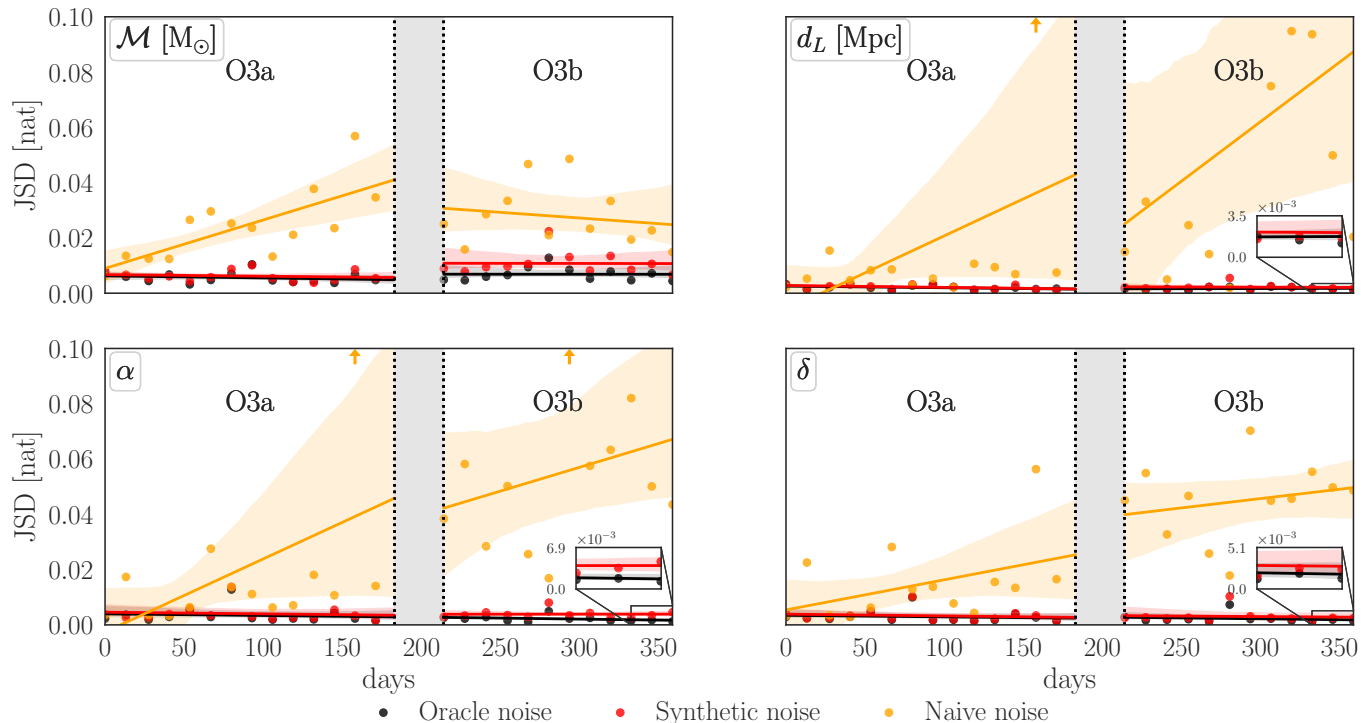 0.10
0.08
0.06
0.04
0.02
0.00
JSD [nat]
ℳ [M⊙]
O3a
O3b
d_L [Mpc]
O3a
O3b
×10⁻³
3.5
0.0
0.10
0.08
0.06
0.04
0.02
0.00
JSD [nat]
α
O3a
O3b
×10⁻³
6.9
0.0
0 50 100 150 200 250 300 350
days
δ
O3a
O3b
×10⁻³
5.1
0.0
0 50 100 150 200 250 300 350
days
Oracle noise Synthetic noise Naive noise